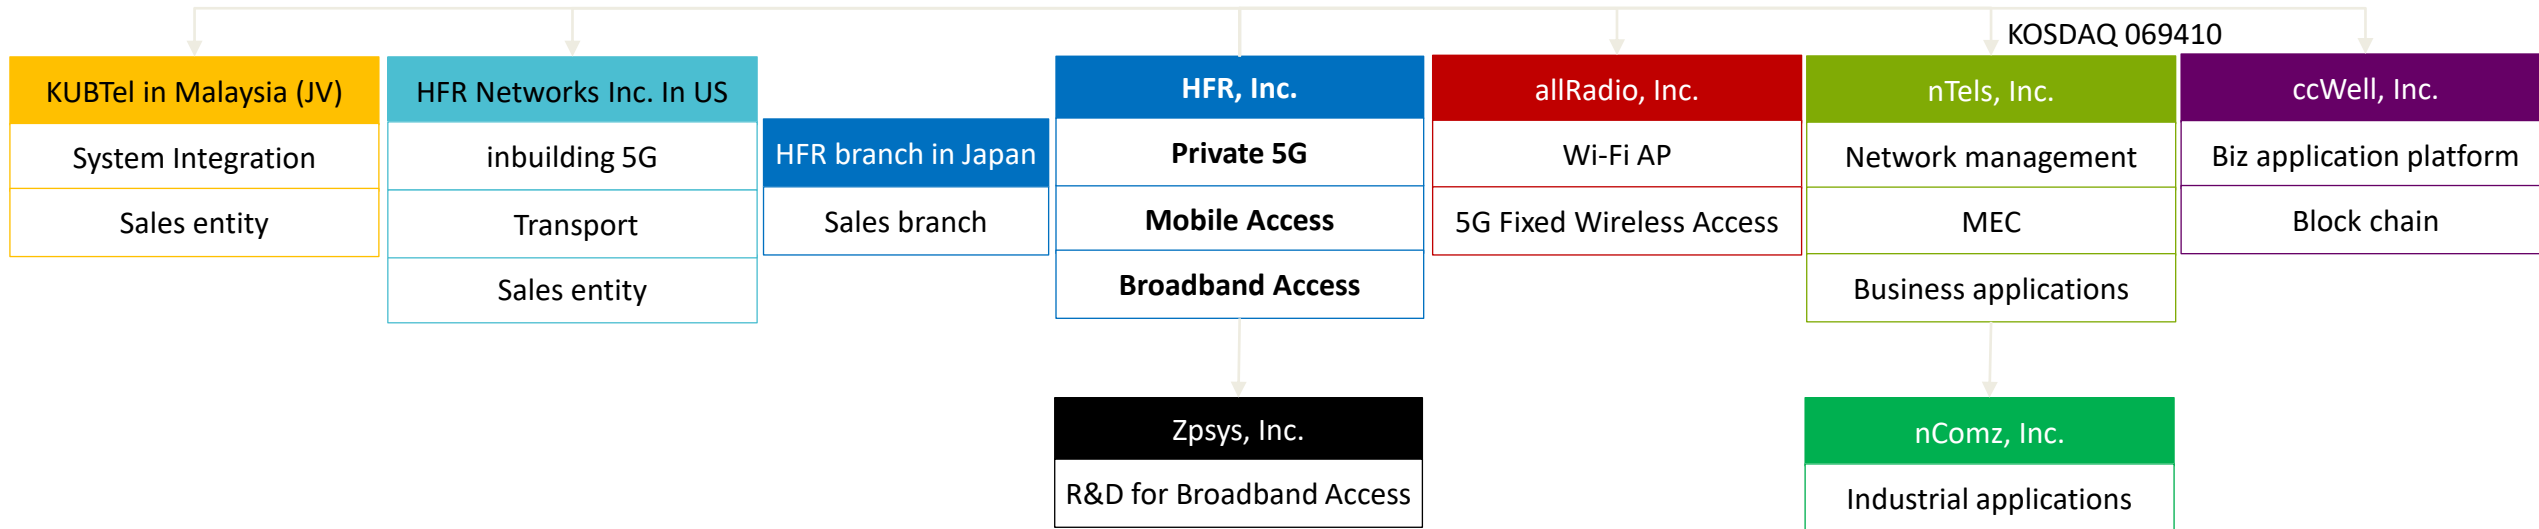 KOSDAQ 069410
KUBTel in Malaysia (JV)
System Integration
Sales entity
HFR Networks Inc. In US
inbuilding 5G
Transport
Sales entity
HFR branch in Japan
Sales branch
HFR, Inc.
Private 5G
Mobile Access
Broadband Access
allRadio, Inc.
Wi-Fi AP
5G Fixed Wireless Access
nTels, Inc.
Network management
MEC
Business applications
ccWell, Inc.
Biz application platform
Block chain
Zpsys, Inc.
R&D for Broadband Access
nComz, Inc.
Industrial applications